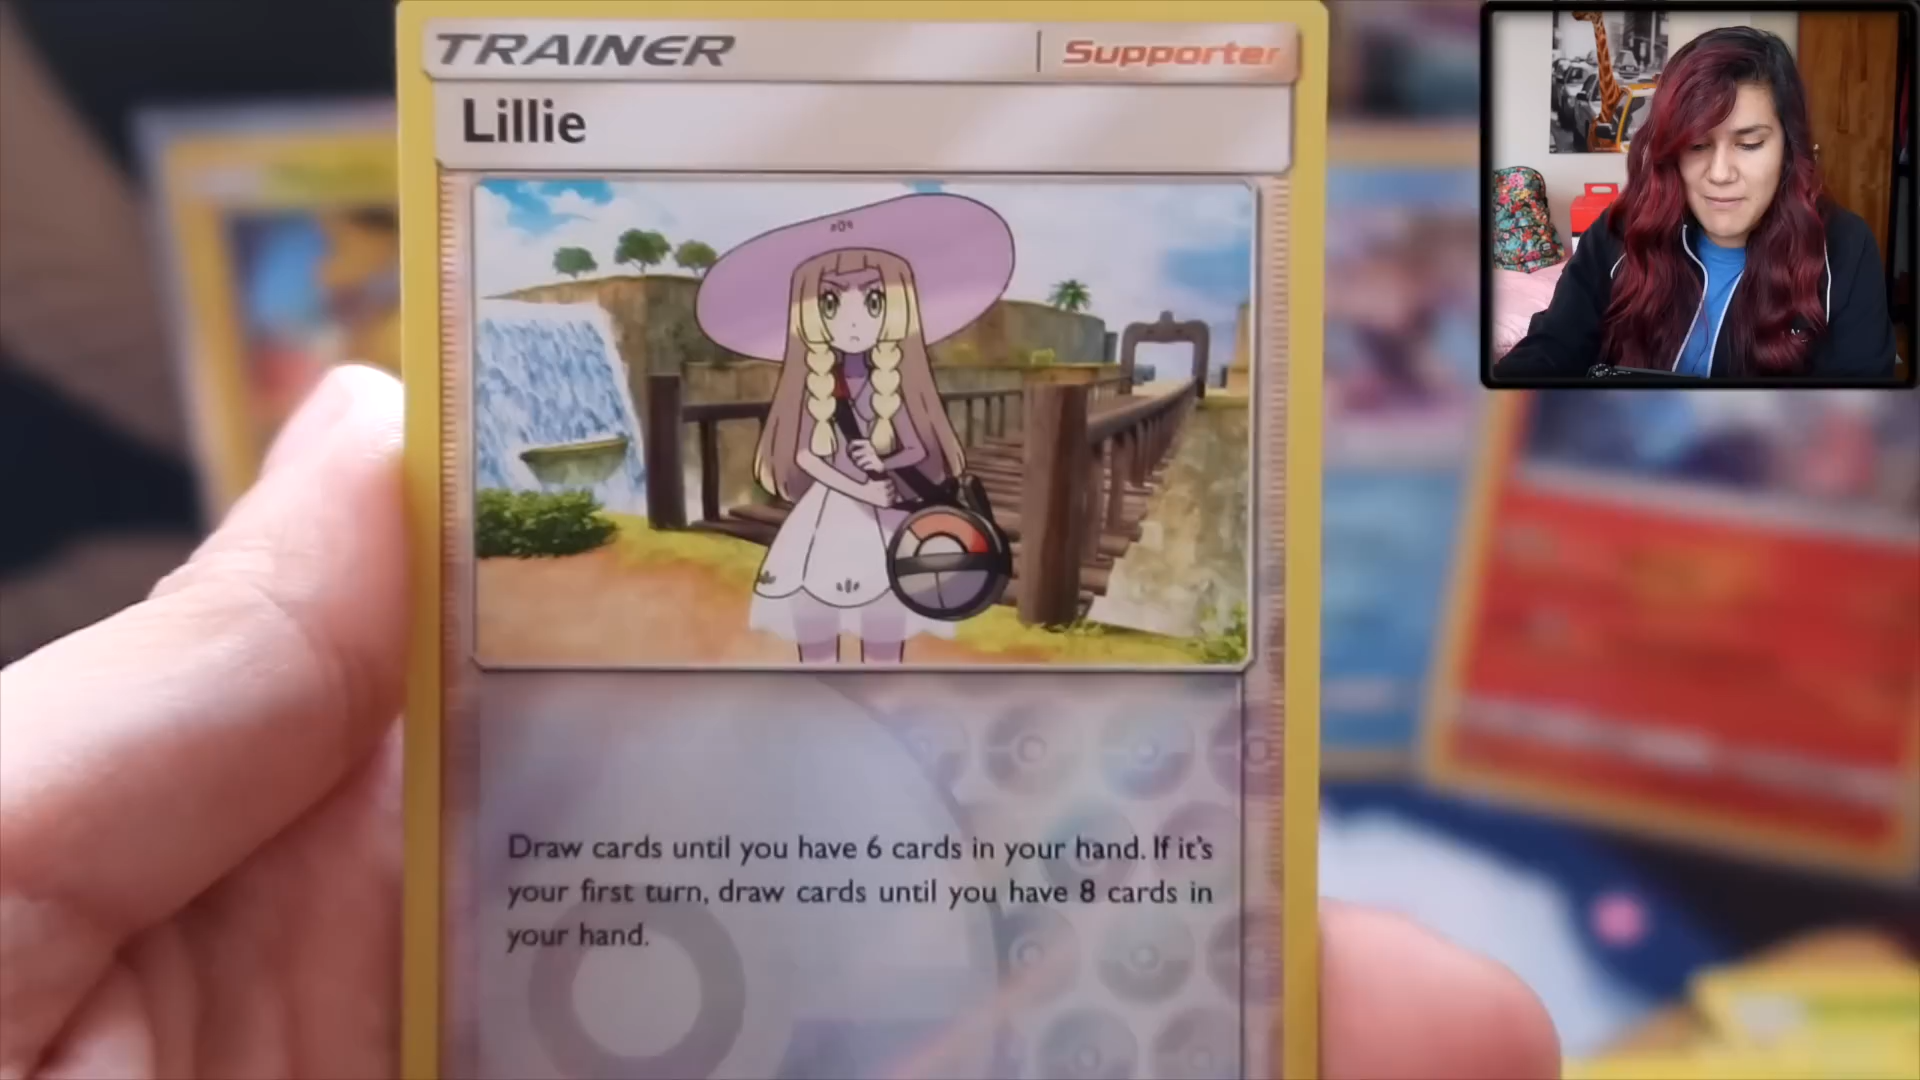 TRAINER
Supporter
Lillie
Draw cards until you have 6 cards in your hand. If it's
your first turn, draw cards until you have 8 cards in
your hand.